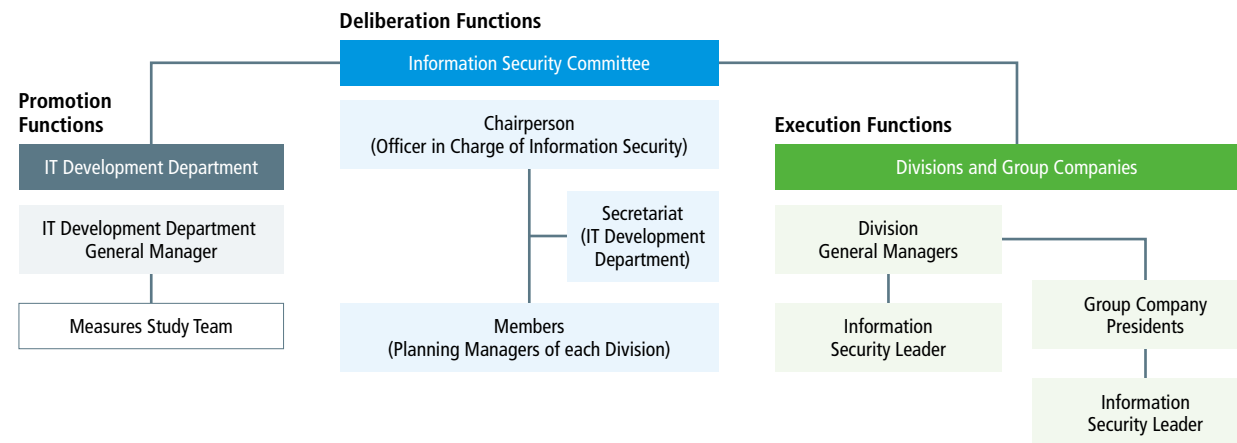 Deliberation Functions
Information Security Committee
Promotion
Functions
IT Development Department
IT Development Department
General Manager
Measures Study Team
Chairperson
(Officer in Charge of Information Security)
Secretariat
(IT Development
Department)
Members
(Planning Managers of each Division)
Execution Functions
Divisions and Group Companies
Division
General Managers
Information
Security Leader
Group Company
Presidents
Information
Security Leader